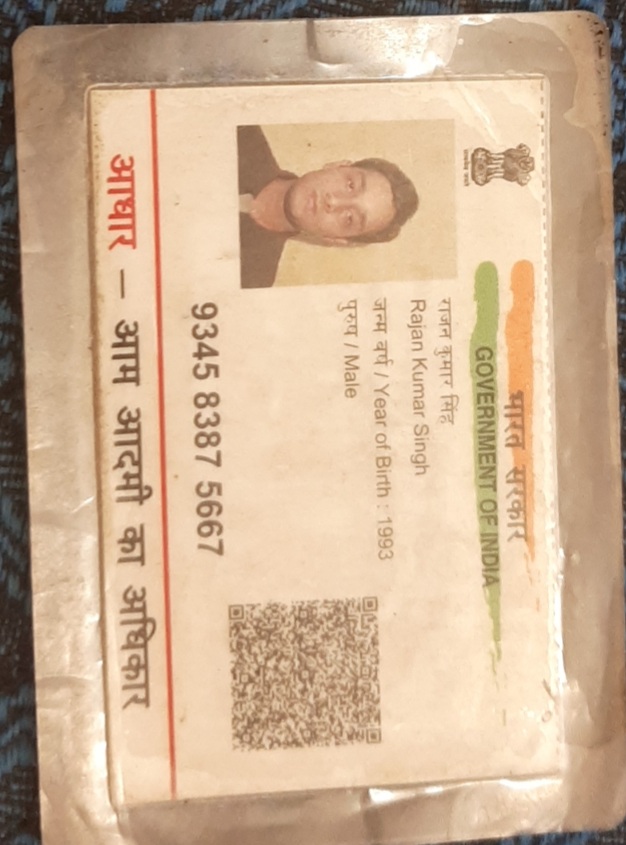 भारत सरकार
GOVERNMENT OF INDIA
राजन कुमार सिंह
Rajan Kumar Singh
जन्म वर्ष / Year of Birth : 1993
पुरुष / Male
9345 8387 5667
आधार – आम आदमी का अधिकार